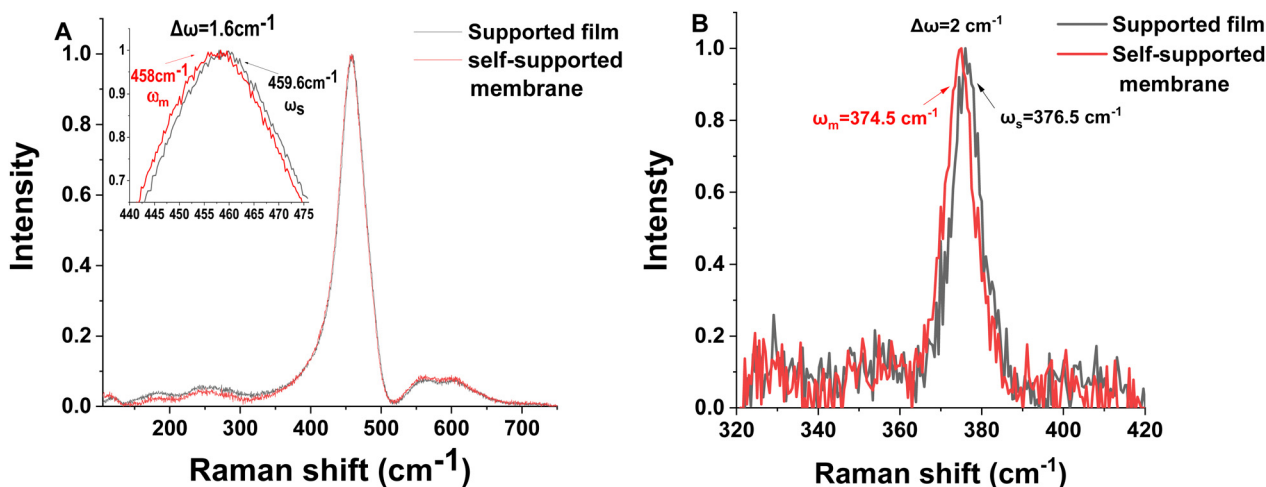 A
Δω=1.6cm-1
458cm-1
ωm
459.6cm-1
ωs
1
0.9
0.8
0.7
440 445 450 455 460 465 470 475
Supported film
self-supported
membrane
1.0
0.8
0.6
0.4
0.2
0.0
200 300 400 500 600 700
Intensity
Raman shift (cm-1)
B
Δω=2 cm-1
Supported film
Self-supported
membrane
ωm=374.5 cm-1
ωs=376.5 cm-1
1.0
0.8
0.6
0.4
0.2
0.0
320 340 360 380 400 420
Intensty
Raman shift (cm-1)